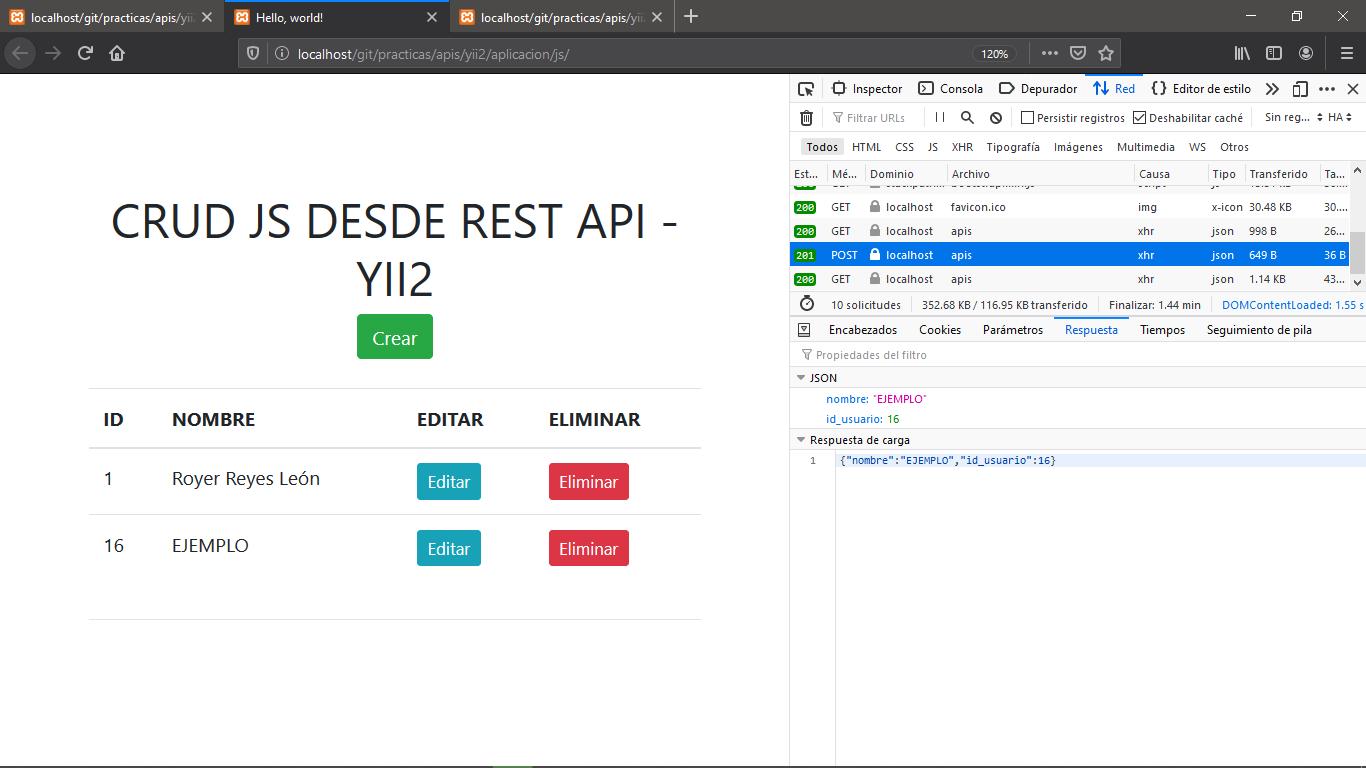 localhost/git/practicas/apis/yii
Hello, world!
localhost/git/practicas/apis/yii
localhost/git/practicas/apis/yii2/aplicacion/js/
120%
CRUD JS DESDE REST API -
YII2
Crear
ID NOMBRE EDITAR ELIMINAR
1 Royer Reyes León Editar Eliminar
16 EJEMPLO Editar Eliminar
Inspector Consola Depurador Red Editor de estilo
Filtrar URLs Persistir registros Deshabilitar caché Sin reg... HA
Todos HTML CSS JS XHR Tipografía Imágenes Multimedia WS Otros
Est... Mé... Dominio Archivo Causa Tipo Transferido Ta...
200 GET localhost favicon.ico img x-icon 30.48 KB 30....
200 GET localhost apis xhr json 998 B 26...
201 POST localhost apis xhr json 649 B 36 B
200 GET localhost apis xhr json 1.14 KB 43...
10 solicitudes 352.68 KB / 116.95 KB transferido Finalizar: 1.44 min DOMContentLoaded: 1.55 s
Encabezados Cookies Parámetros Respuesta Tiempos Seguimiento de pila
Propiedades del filtro
JSON
nombre: "EJEMPLO"
id_usuario: 16
Respuesta de carga
1 {"nombre":"EJEMPLO","id_usuario":16}